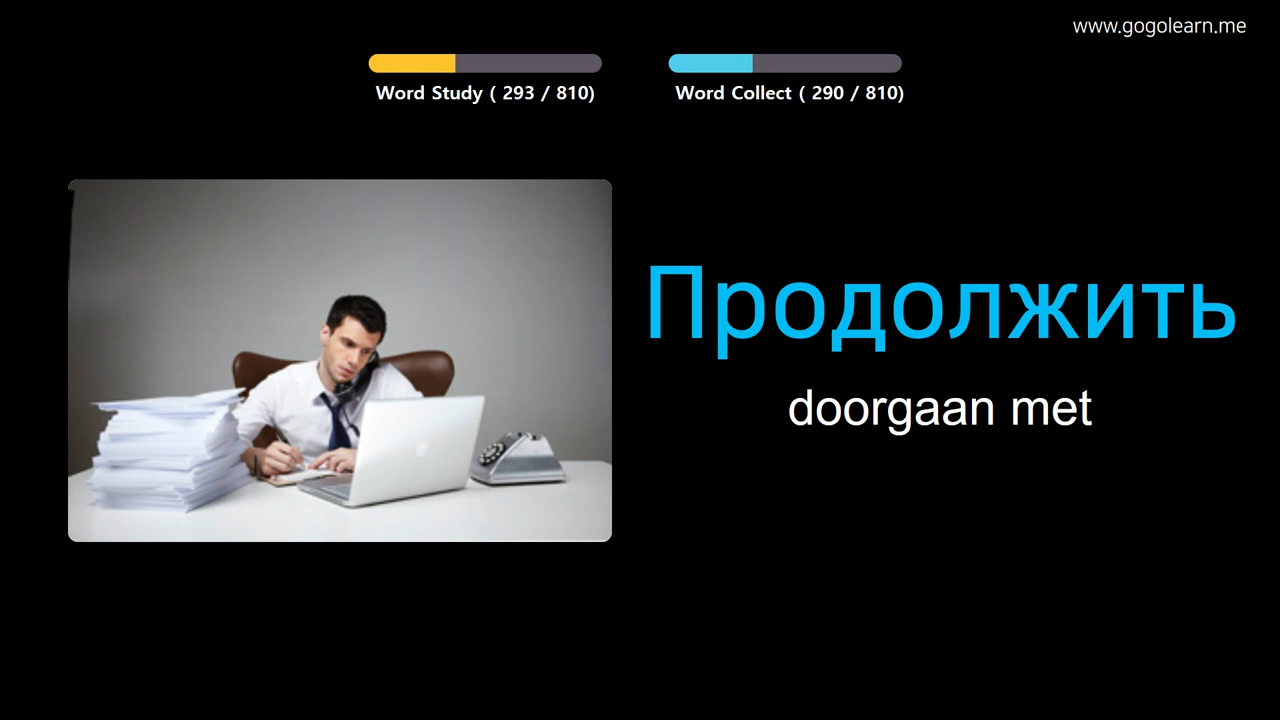 www.gogolearn.me
Word Study ( 293 / 810)
Word Collect ( 290 / 810)
Продолжить
doorgaan met